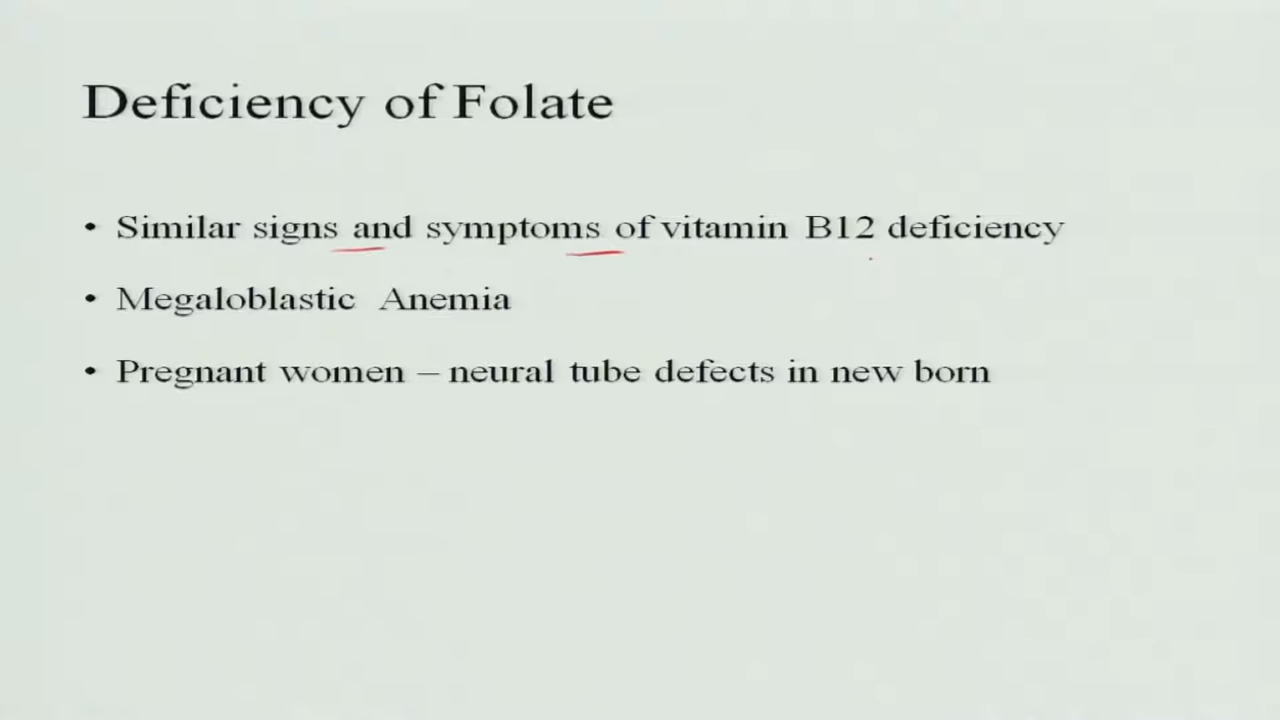 Deficiency of Folate
• Similar signs and symptoms of vitamin B12 deficiency
• Megaloblastic Anemia
• Pregnant women – neural tube defects in new born